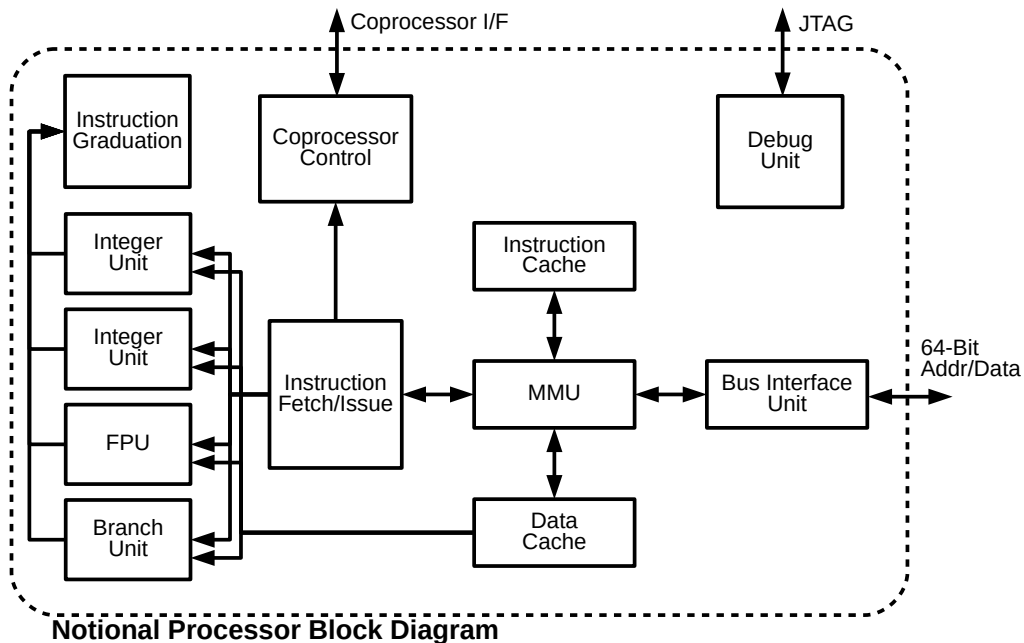 Coprocessor I/F
JTAG
Instruction
Graduation
Coprocessor
Control
Debug
Unit
Integer
Unit
Instruction
Cache
Integer
Unit
Instruction
Fetch/Issue
MMU
Bus Interface
Unit
64-Bit
Addr/Data
FPU
Branch
Unit
Data
Cache
Notional Processor Block Diagram